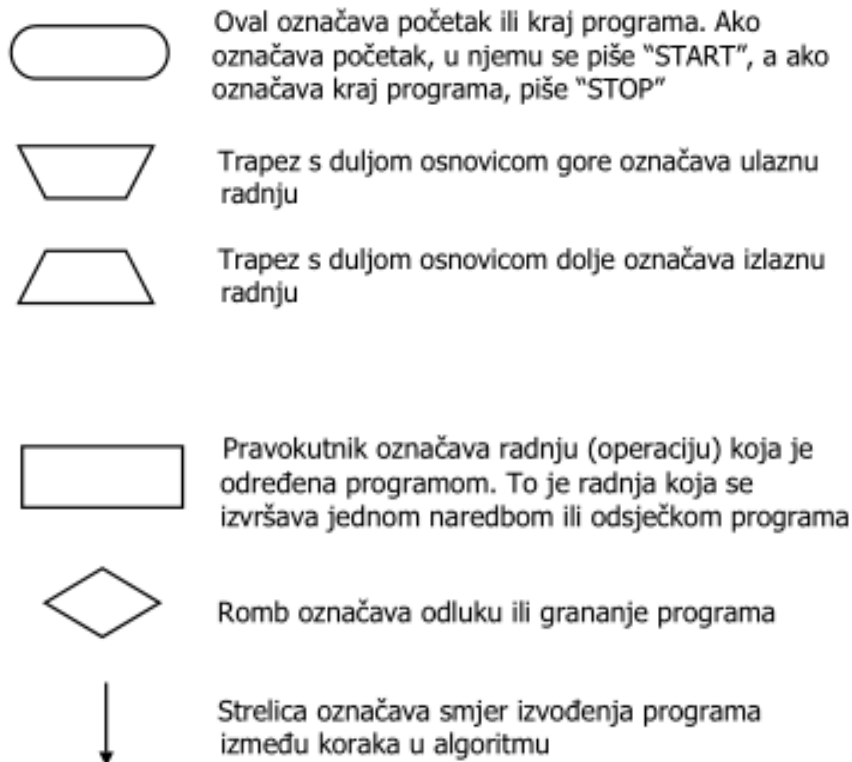 Oval označava početak ili kraj programa. Ako
označava početak, u njemu se piše “START”, a ako
označava kraj programa, piše “STOP”
Trapez s duljom osnovicom gore označava ulaznu
radnju
Trapez s duljom osnovicom dolje označava izlaznu
radnju
Pravokutnik označava radnju (operaciju) koja je
određena programom. To je radnja koja se
izvršava jednom naredbom ili odsječkom programa
Romb označava odluku ili grananje programa
Strelica označava smjer izvođenja programa
između koraka u algoritmu